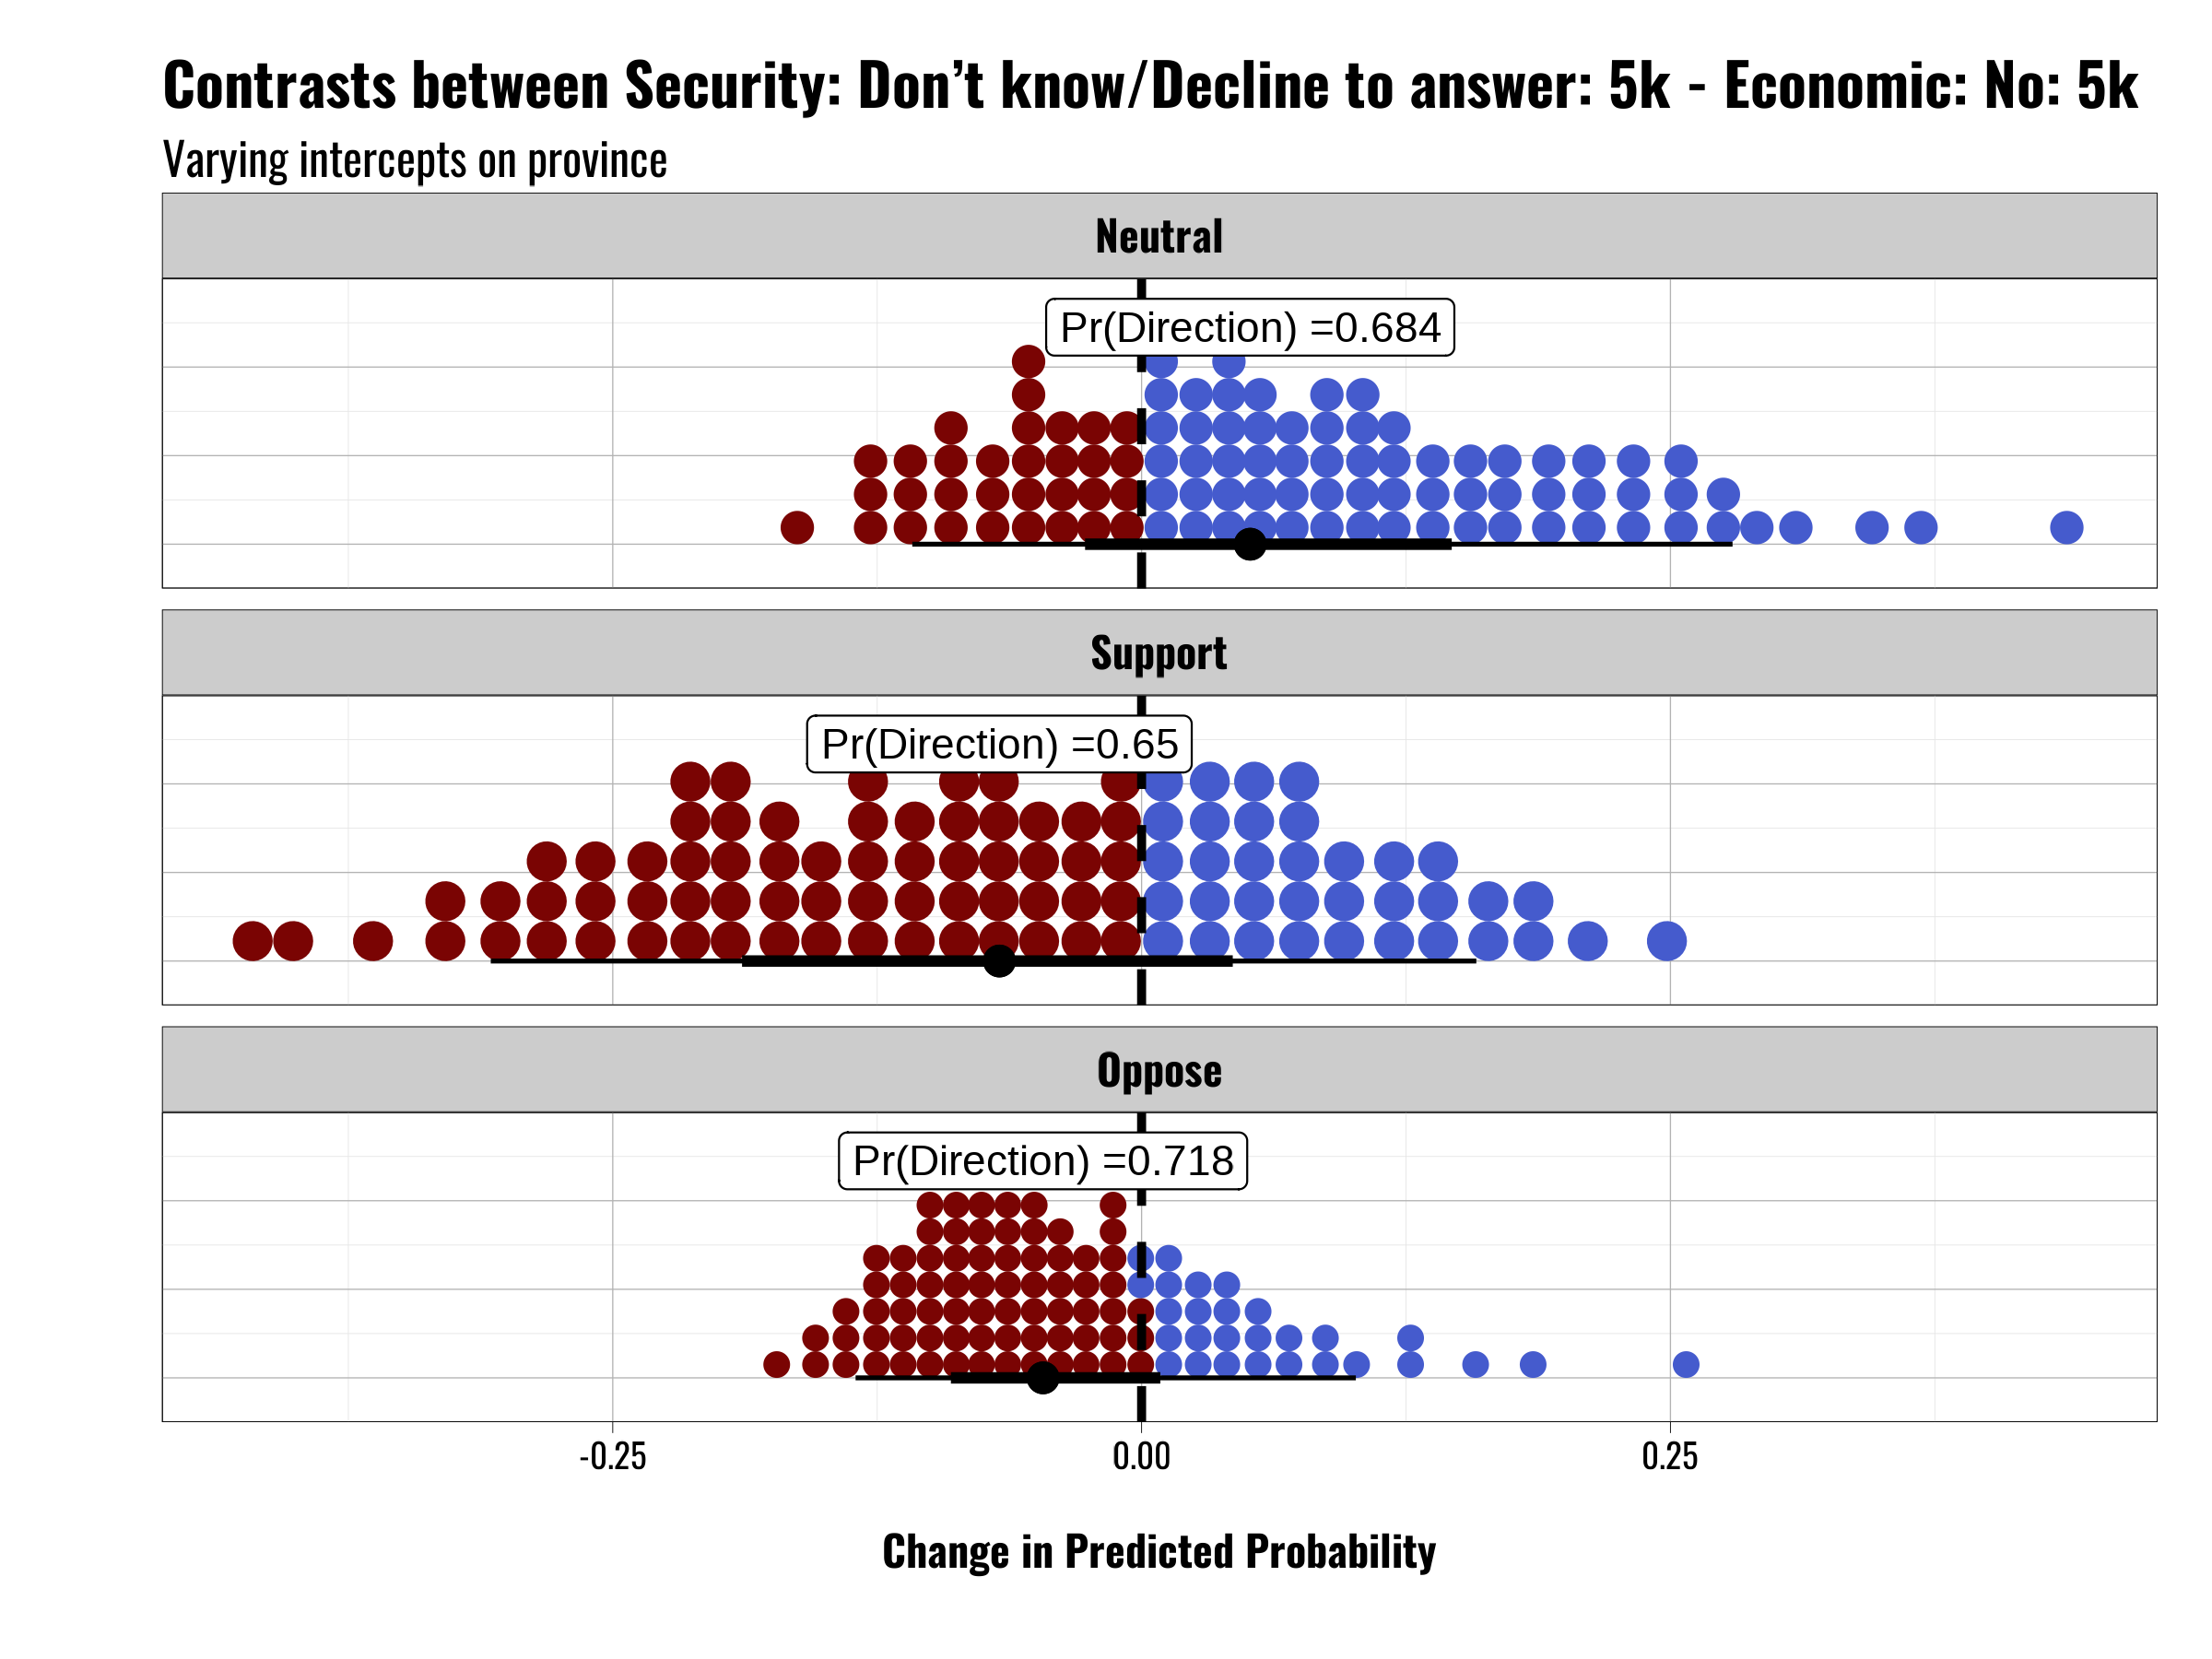 Contrasts between Security: Don’t know/Decline to answer: 5k - Economic: No: 5k
Varying intercepts on province
Neutral
Pr(Direction) =0.684
Support
Pr(Direction) =0.65
Oppose
Pr(Direction) =0.718
-0.25 0.00 0.25
Change in Predicted Probability